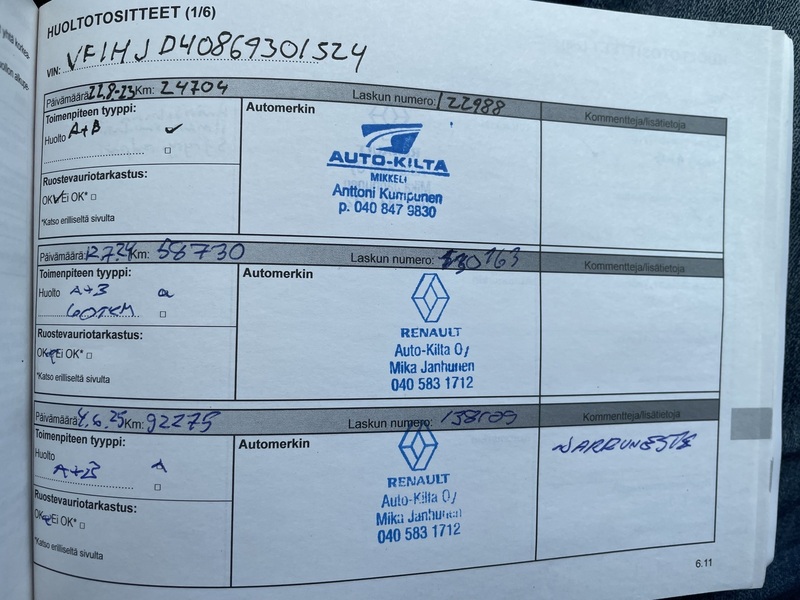 HUOLTOTOSITTEET (1/6)
VIN: VF1HJD40869301524
Päivämäärä: 22.8-23 Km: 24704 Laskun numero: 122988 Kommentteja/lisätietoja
Toimenpiteen tyyppi: Automerkin
Huolto A+B
Ruostevauriotarkastus:
OK Ei OK*
*Katso erilliseltä sivulta
AUTO-KILTA
MIKKELI
Anttoni Kumpunen
p. 040 847 9830
Päivämäärä: 12.7.24 Km: 58730 Laskun numero: 130163 Kommentteja/lisätietoja
Toimenpiteen tyyppi: Automerkin
Huolto A+B
60TKM
Ruostevauriotarkastus:
OK Ei OK*
*Katso erilliseltä sivulta
RENAULT
Auto-Kilta Oy
Mika Janhunen
040 583 1712
Päivämäärä: 4.6.25 Km: 92275 Laskun numero: Kommentteja/lisätietoja
Toimenpiteen tyyppi: Automerkin
Huolto
A+B
Ruostevauriotarkastus:
OK Ei OK*
*Katso erilliseltä sivulta
RENAULT
Auto-Kilta Oy
Mika Janhunen
040 583 1712
JARRUNESTE
6.11